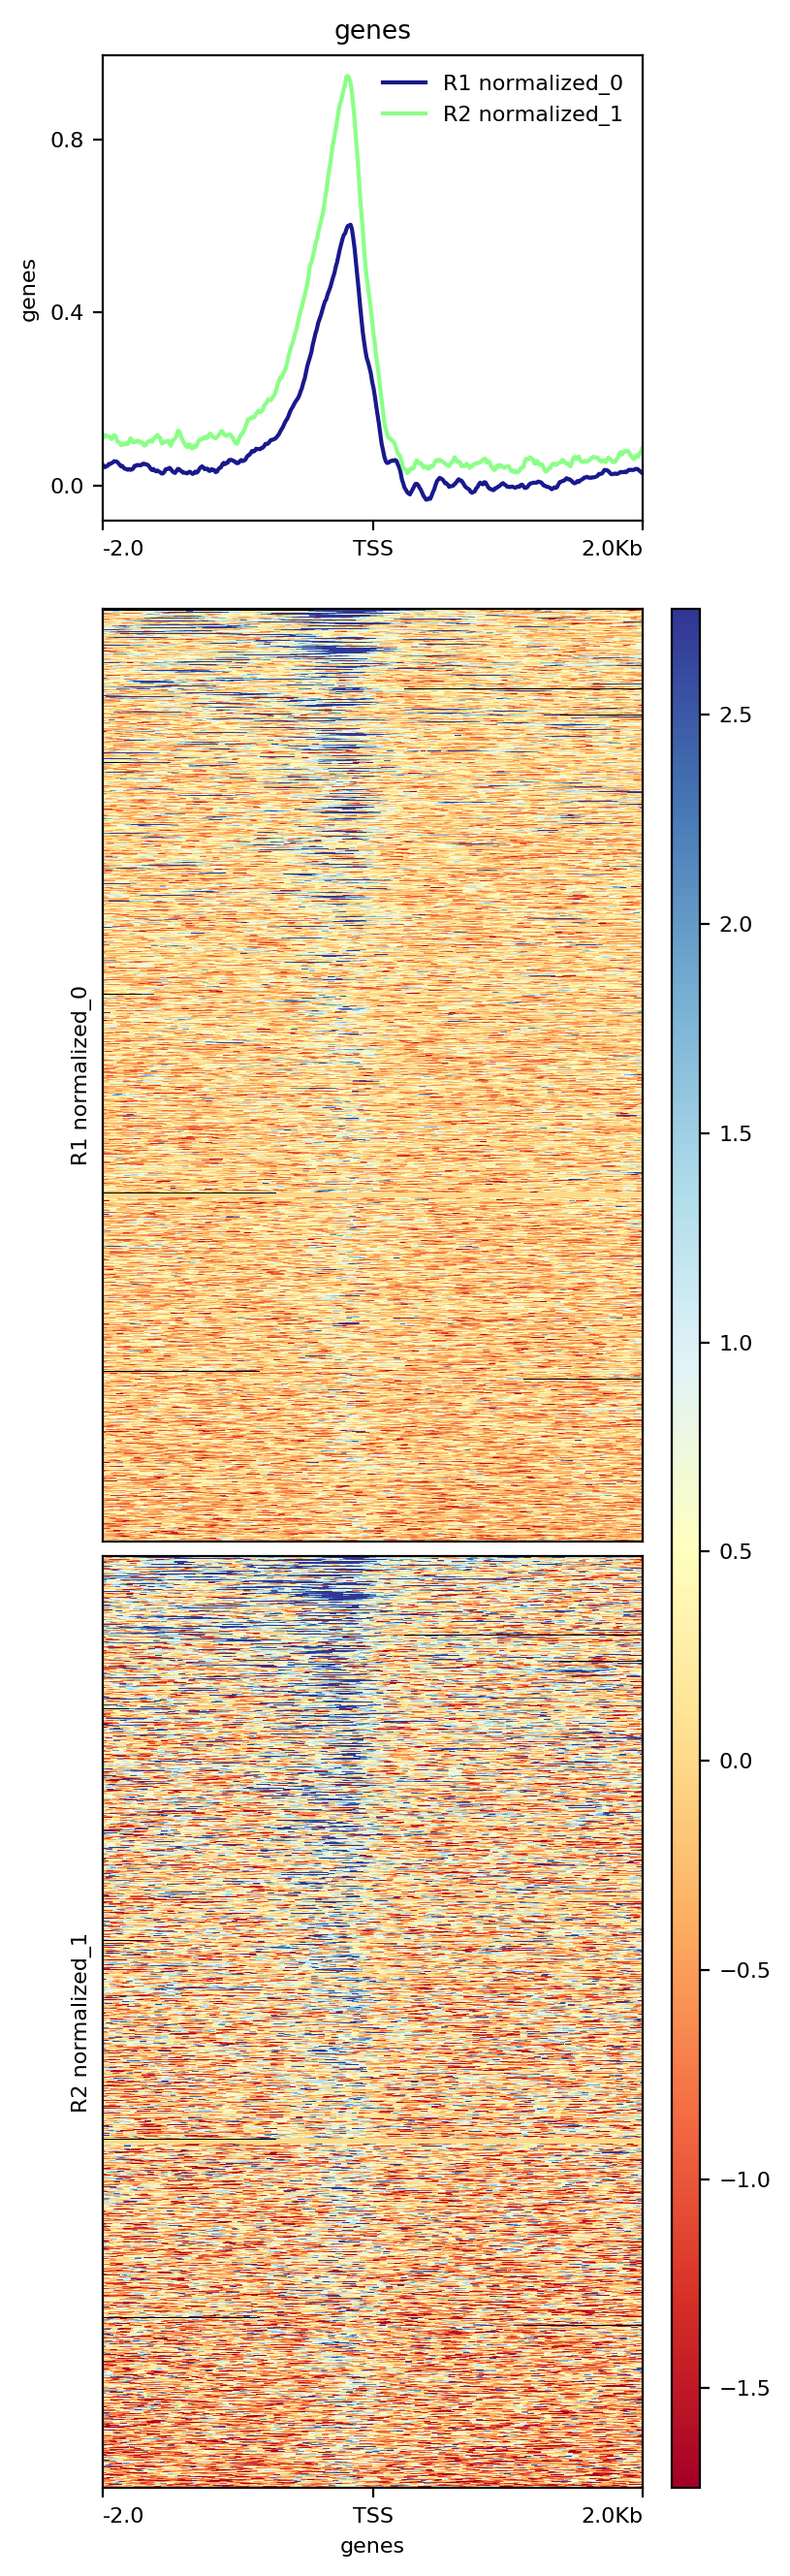 genes
R1 normalized_0
R2 normalized_1
genes
0.8
0.4
0.0
-2.0 TSS 2.0Kb
R1 normalized_0
R2 normalized_1
2.5
2.0
1.5
1.0
0.5
0.0
−0.5
−1.0
−1.5
-2.0 TSS 2.0Kb
genes